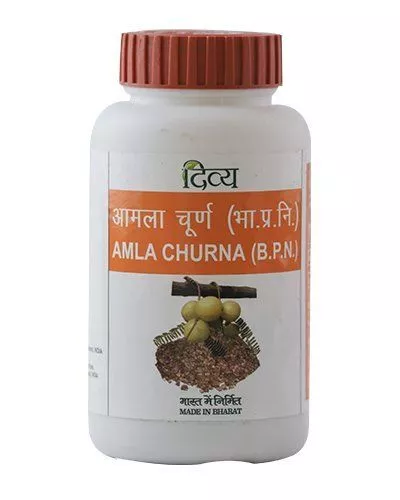 दिव्य
आमला चूर्ण (भा.प्र.नि.)
AMLA CHURNA (B.P.N.)
भारत में निर्मित
MADE IN BHARAT